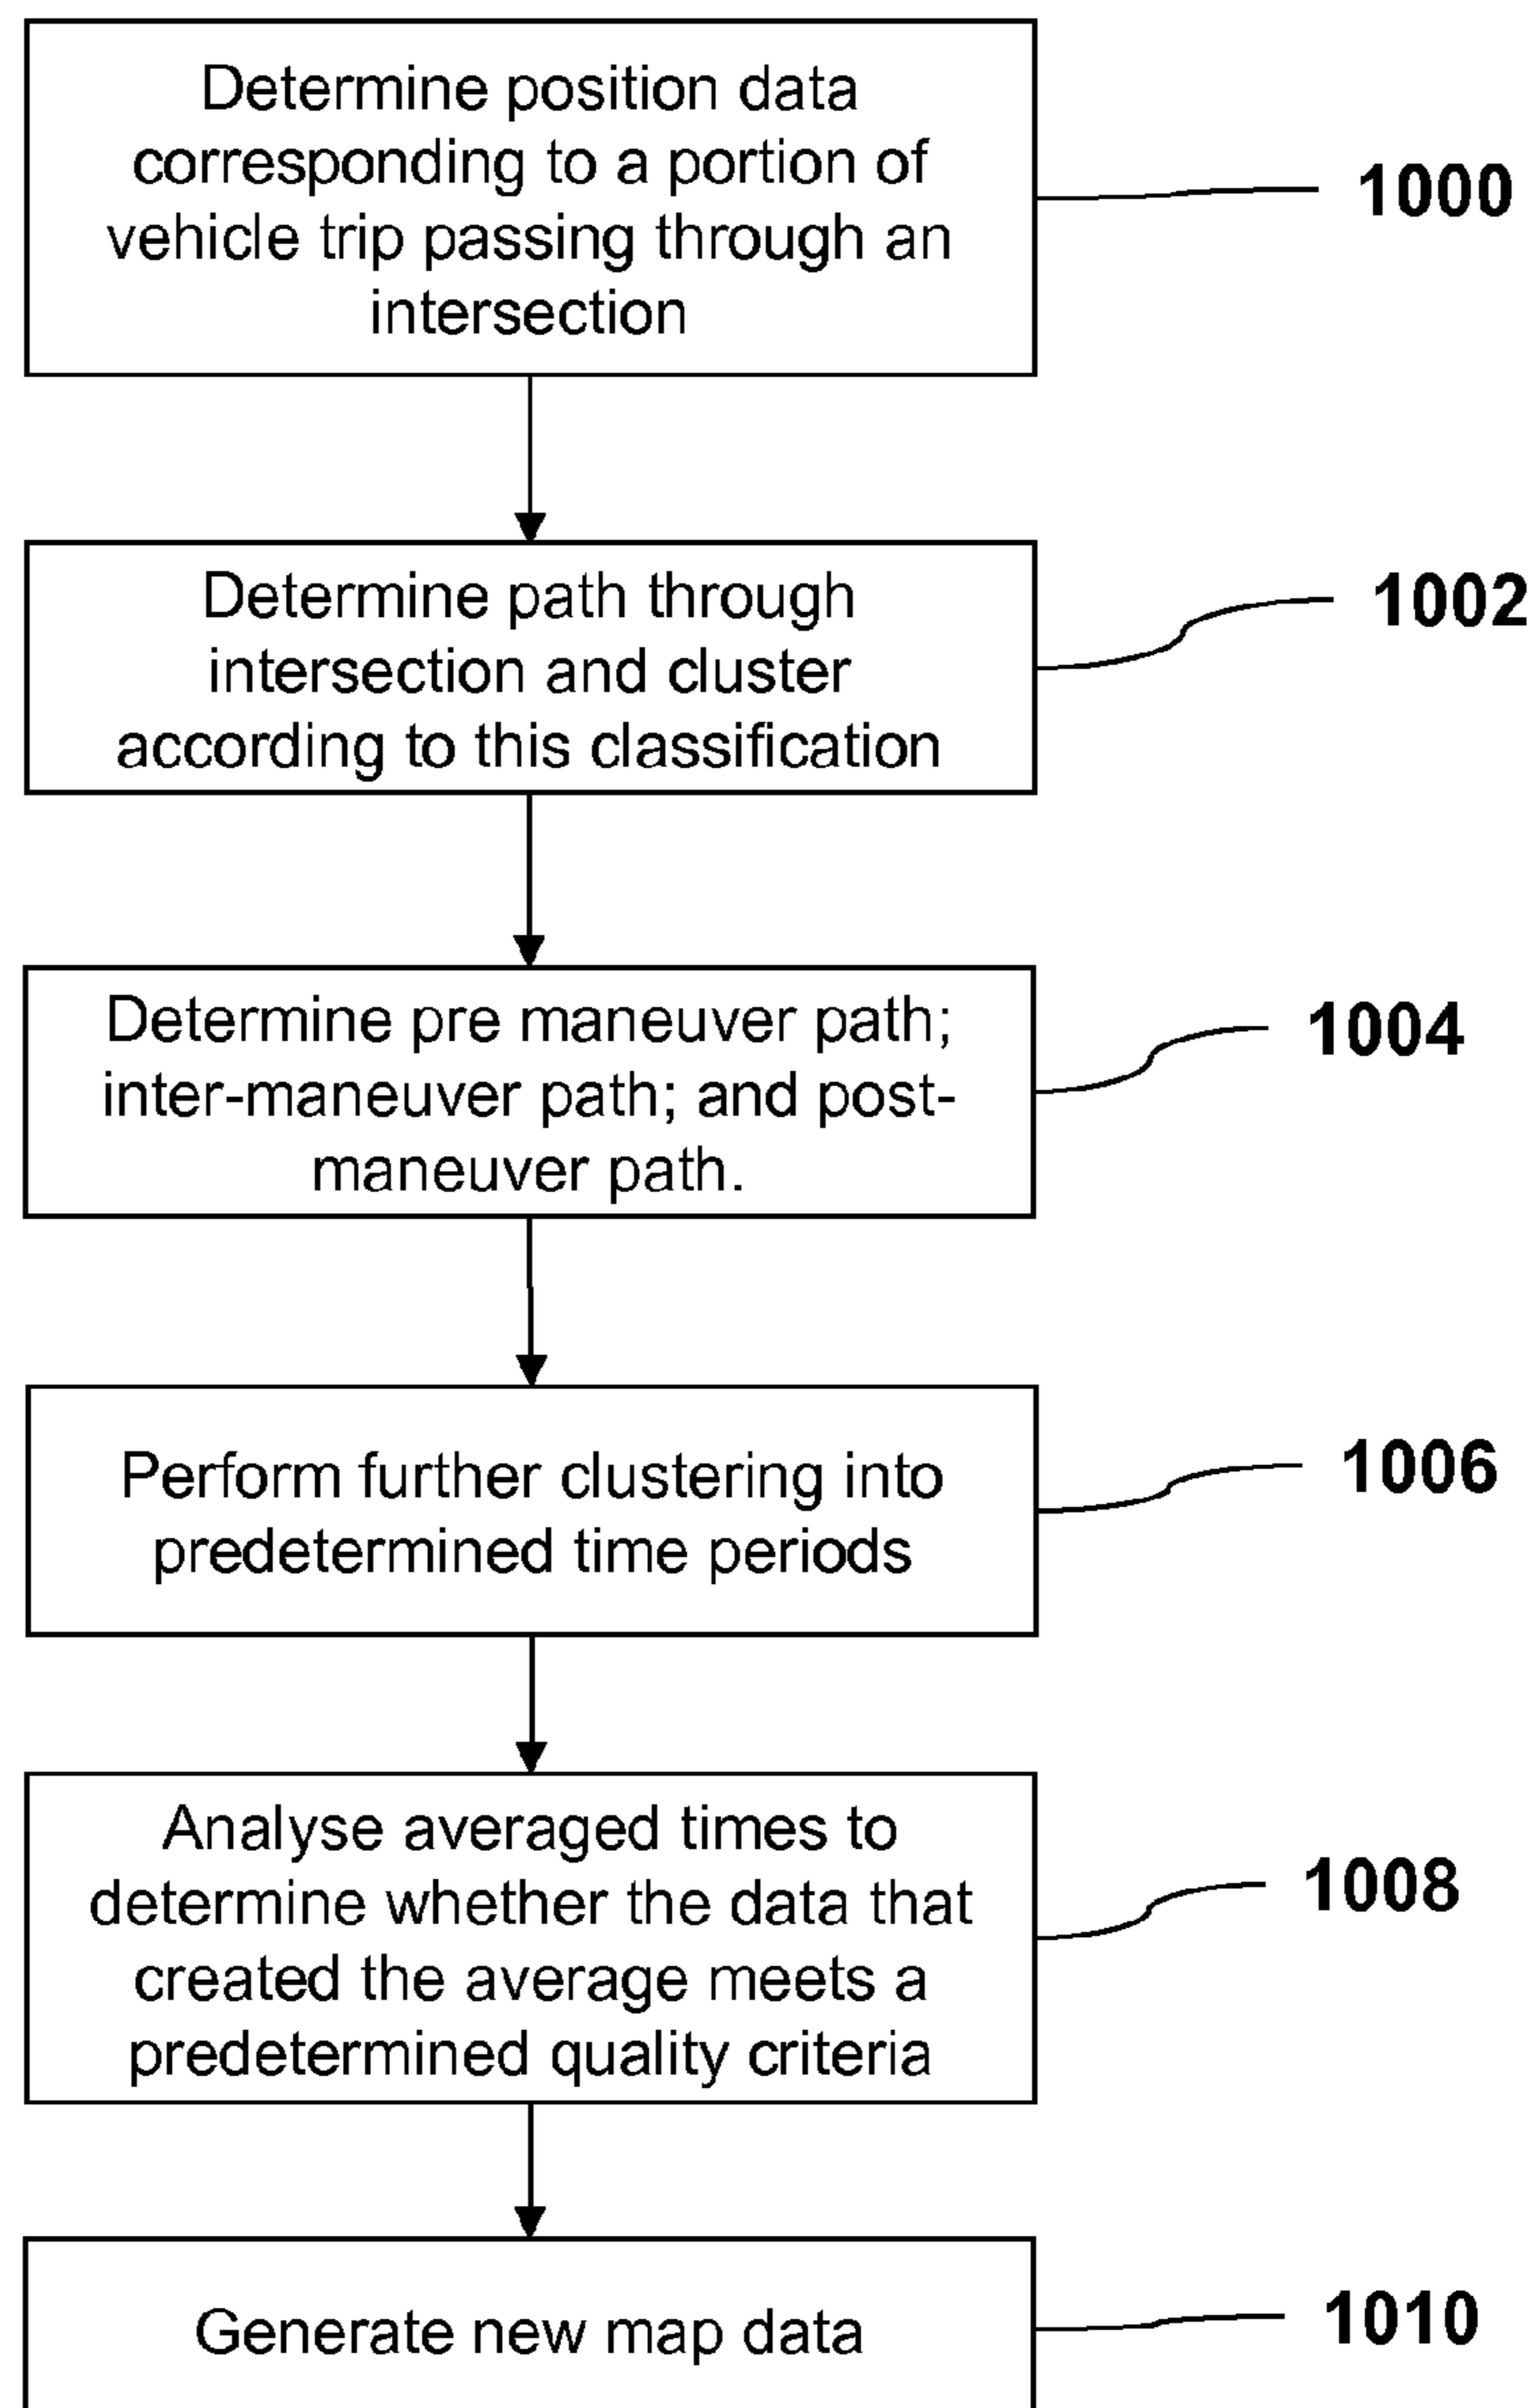 Determine position data
corresponding to a portion of
vehicle trip passing through an
intersection
1000
Determine path through
intersection and cluster
according to this classification
1002
Determine pre maneuver path;
inter-maneuver path; and post-
maneuver path.
1004
Perform further clustering into
predetermined time periods
1006
Analyse averaged times to
determine whether the data that
created the average meets a
predetermined quality criteria
1008
Generate new map data
1010